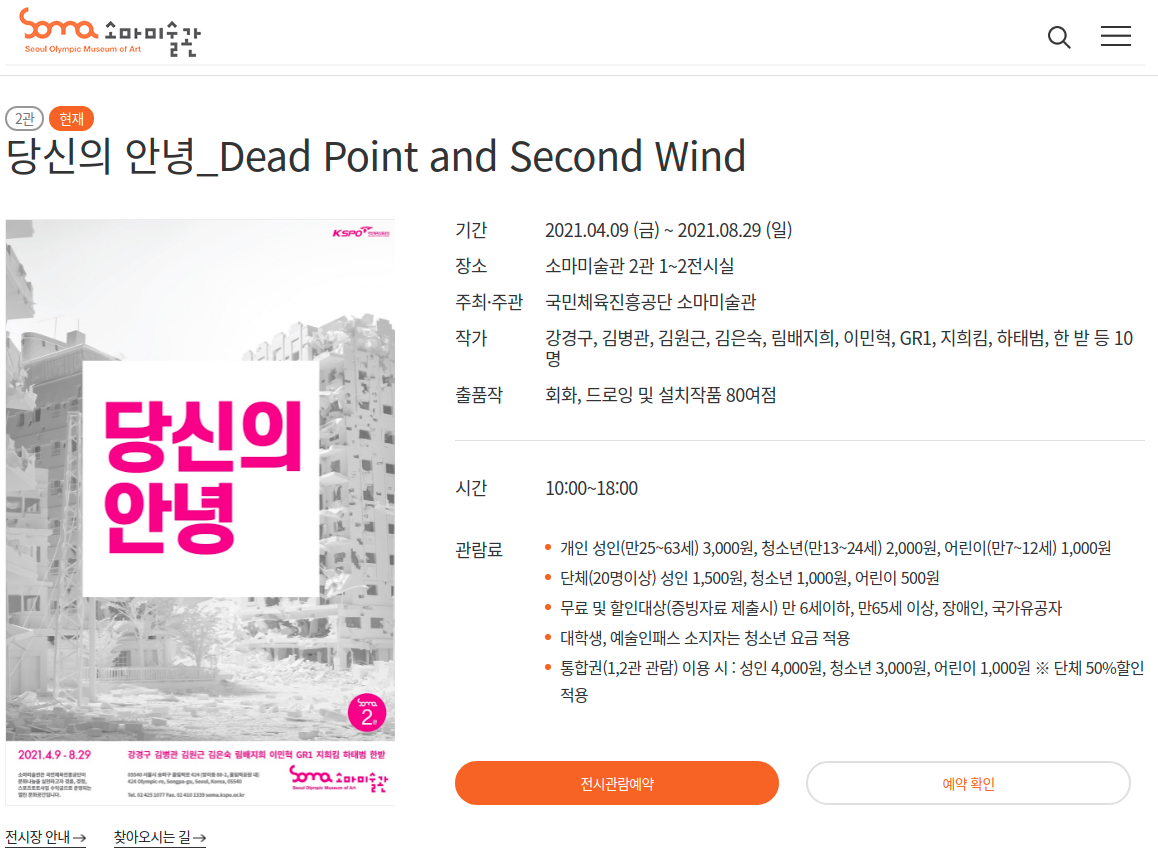 Soma 소마미술관
Seoul Olympic Museum of Art
2관 현재
당신의 안녕_Dead Point and Second Wind
KSPO
당신의
안녕
Soma
2관
2021.4.9 - 8.29 강경구 김병관 김원근 김은숙 림배지희 이민혁 GR1 지희킴 하태범 한받
소마미술관은 국민체육진흥공단이
Soma 소마미술관
Seoul Olympic Museum of Art
기간 2021.04.09 (금) ~ 2021.08.29 (일)
장소 소마미술관 2관 1~2전시실
주최·주관 국민체육진흥공단 소마미술관
작가 강경구, 김병관, 김원근, 김은숙, 림배지희, 이민혁, GR1, 지희킴, 하태범, 한 받 등 10
명
출품작 회화, 드로잉 및 설치작품 80여점
시간 10:00~18:00
관람료 개인 성인(만25~63세) 3,000원, 청소년(만13~24세) 2,000원, 어린이(만7~12세) 1,000원
단체(20명이상) 성인 1,500원, 청소년 1,000원, 어린이 500원
무료 및 할인대상(증빙자료 제출시) 만 6세이하, 만65세 이상, 장애인, 국가유공자
대학생, 예술인패스 소지자는 청소년 요금 적용
통합권(1,2관 관람) 이용 시 : 성인 4,000원, 청소년 3,000원, 어린이 1,000원 ※ 단체 50%할인
적용
전시관람예약 예약 확인
전시장 안내→ 찾아오시는 길→